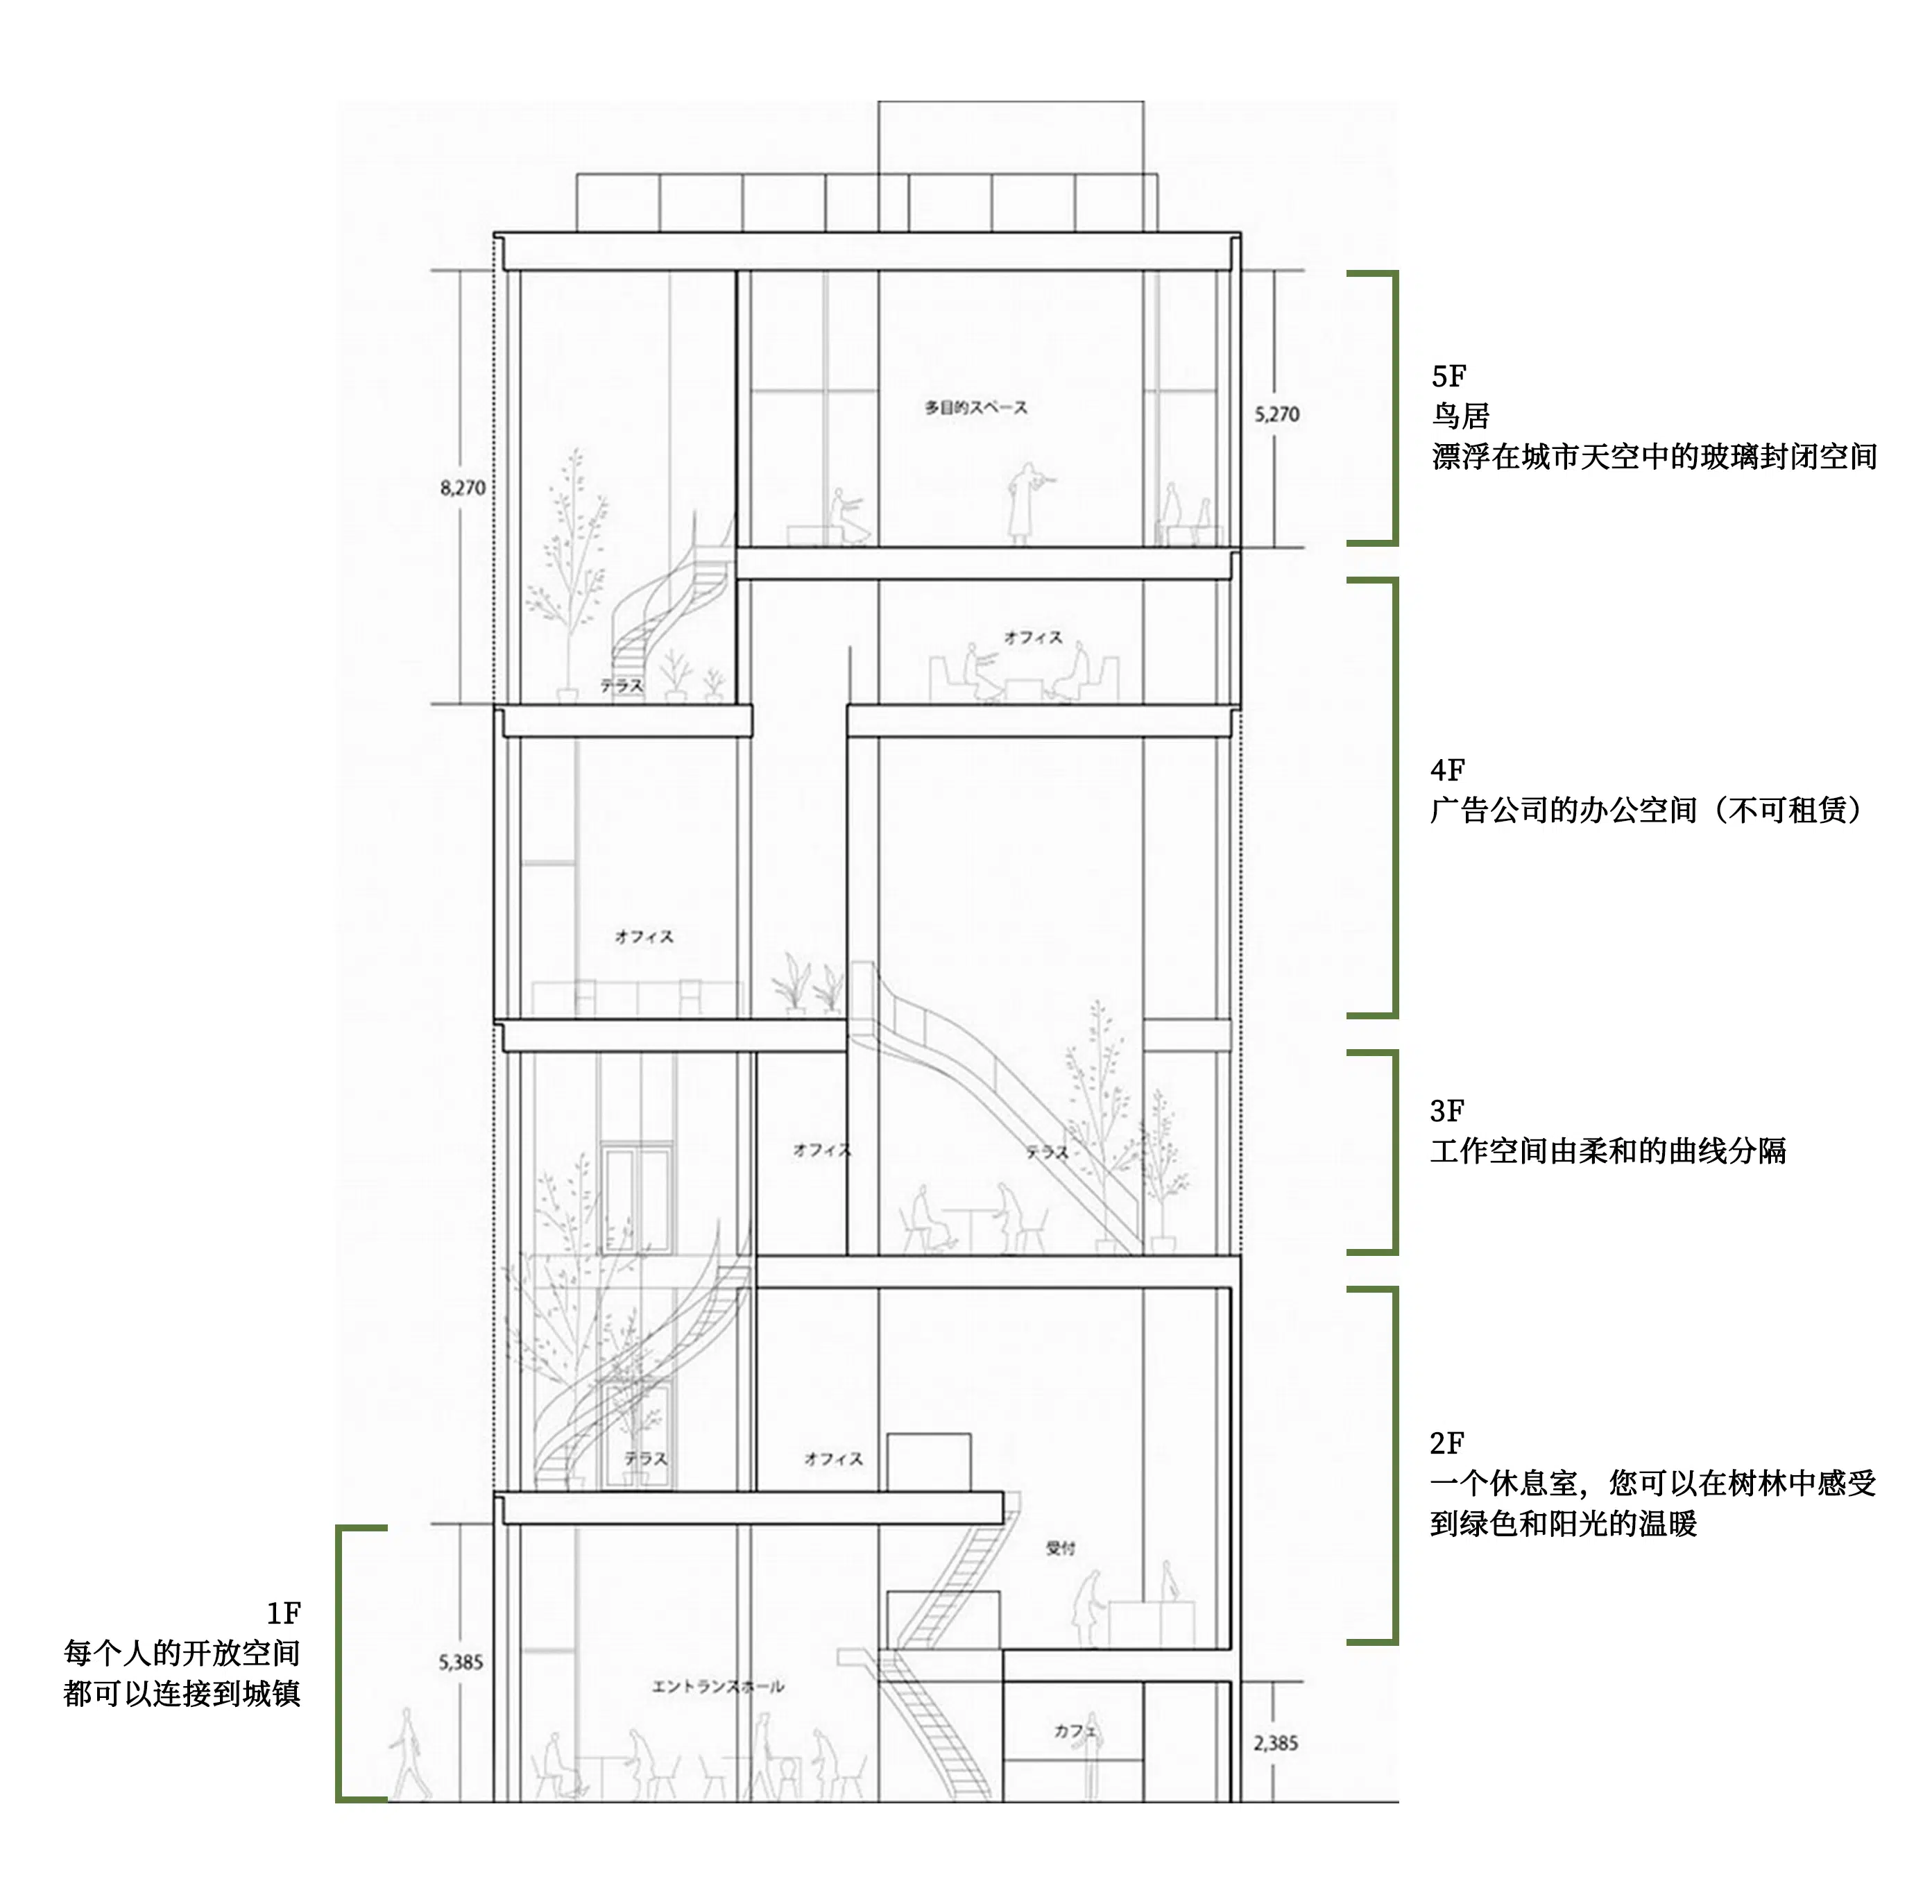 多目的スペース
5,270
5F
鸟居
漂浮在城市天空中的玻璃封闭空间
8,270
オフィス
テラス
4F
广告公司的办公空间（不可租赁）
オフィス
3F
工作空间由柔和的曲线分隔
オフィス
テラス
2F
一个休息室，您可以在树林中感受
到绿色和阳光的温暖
テラス
オフィス
受付
1F
每个人的开放空间
都可以连接到城镇
5,385
エントランスホール
カフェ
2,385